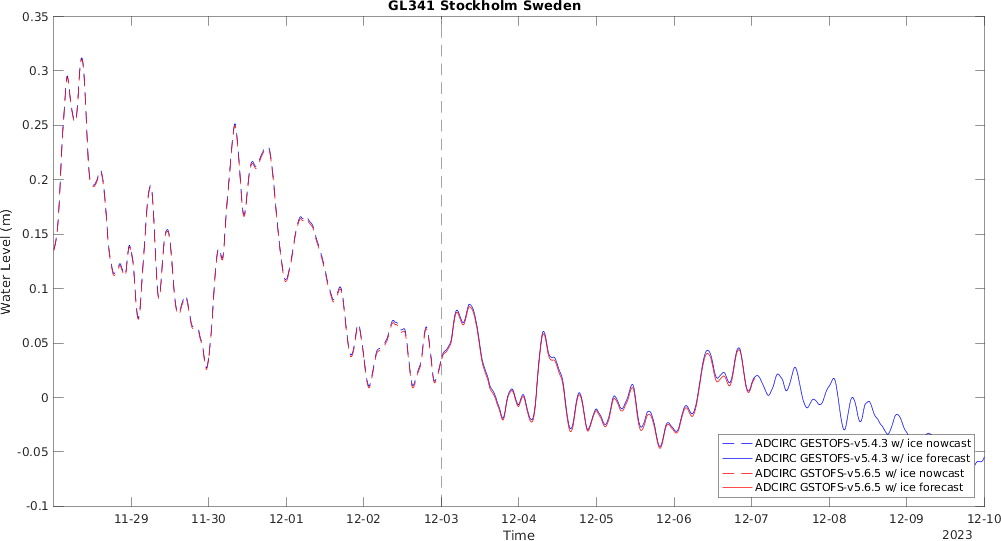 GL341 Stockholm Sweden
0.35
0.3
0.25
0.2
0.15
0.1
0.05
0
-0.05
-0.1
Water Level (m)
ADCIRC GESTOFS-v5.4.3 w/ ice nowcast
ADCIRC GESTOFS-v5.4.3 w/ ice forecast
ADCIRC GSTOFS-v5.6.5 w/ ice nowcast
ADCIRC GSTOFS-v5.6.5 w/ ice forecast
11-29 11-30 12-01 12-02 12-03 12-04 12-05 12-06 12-07 12-08 12-09 12-10
Time
2023